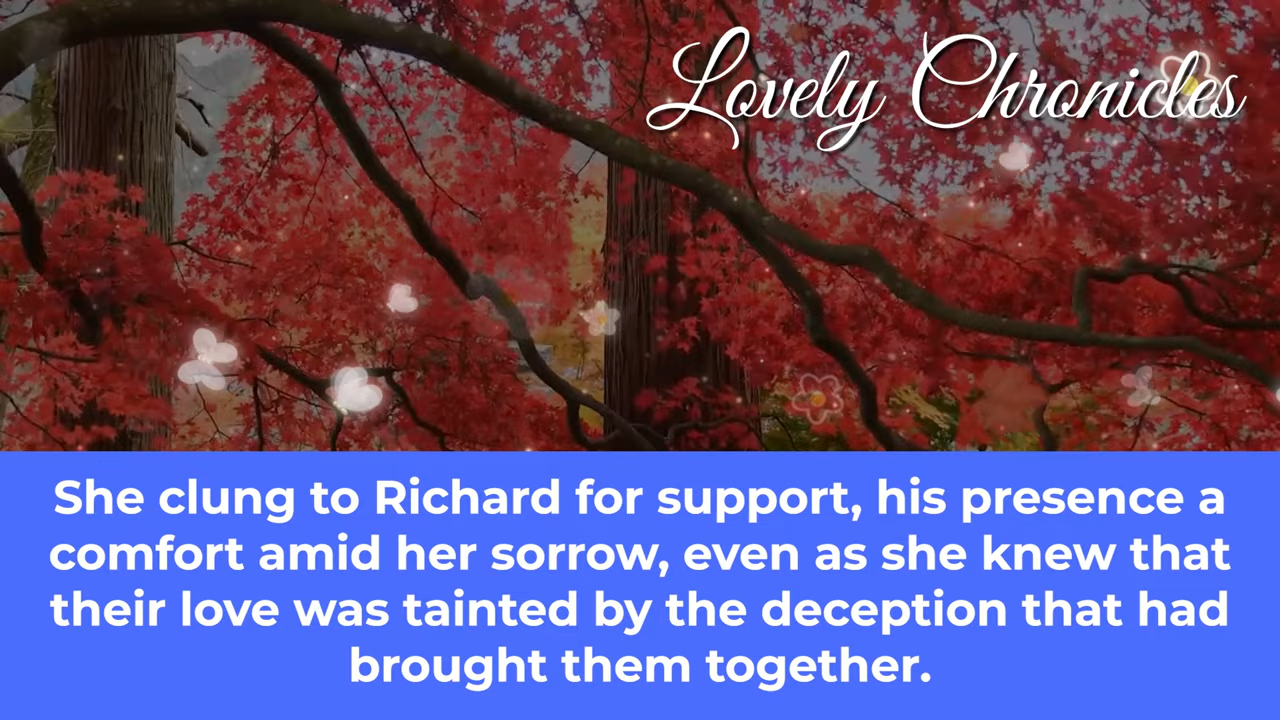 Lovely Chronicles
She clung to Richard for support, his presence a
comfort amid her sorrow, even as she knew that
their love was tainted by the deception that had
brought them together.